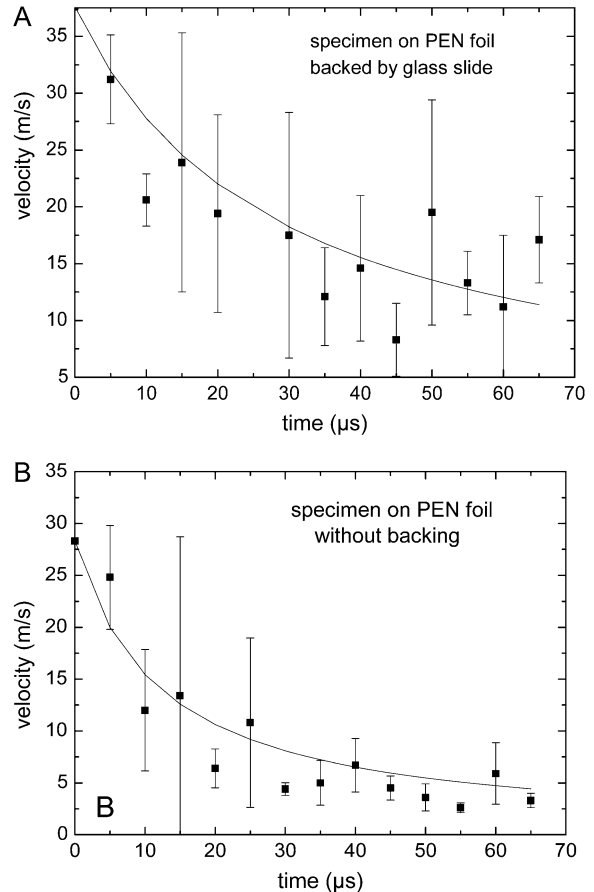 A
35
30
25
20
15
10
5
velocity (m/s)
specimen on PEN foil
backed by glass slide
0 10 20 30 40 50 60 70
time (µs)
B
35
30
25
20
15
10
5
0
velocity (m/s)
specimen on PEN foil
without backing
B
0 10 20 30 40 50 60 70
time (µs)